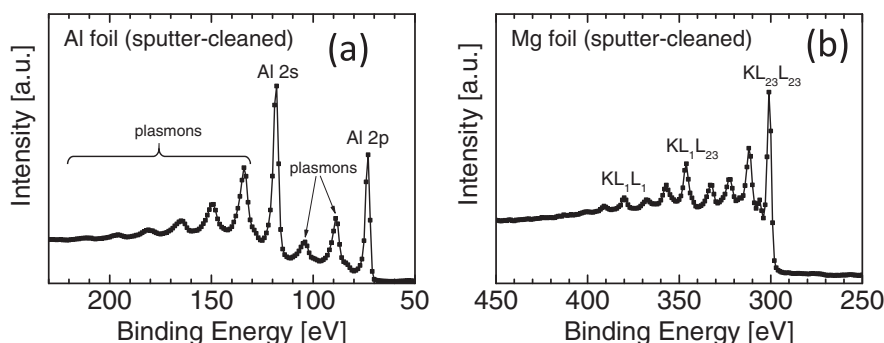 Al foil (sputter-cleaned) (a)
Al 2s
plasmons
Al 2p
plasmons
Intensity [a.u.]
200 150 100 50
Binding Energy [eV]
Mg foil (sputter-cleaned) (b)
KL₂₃L₂₃
KL₁L₂₃
KL₁L₁
Intensity [a.u.]
450 400 350 300 250
Binding Energy [eV]